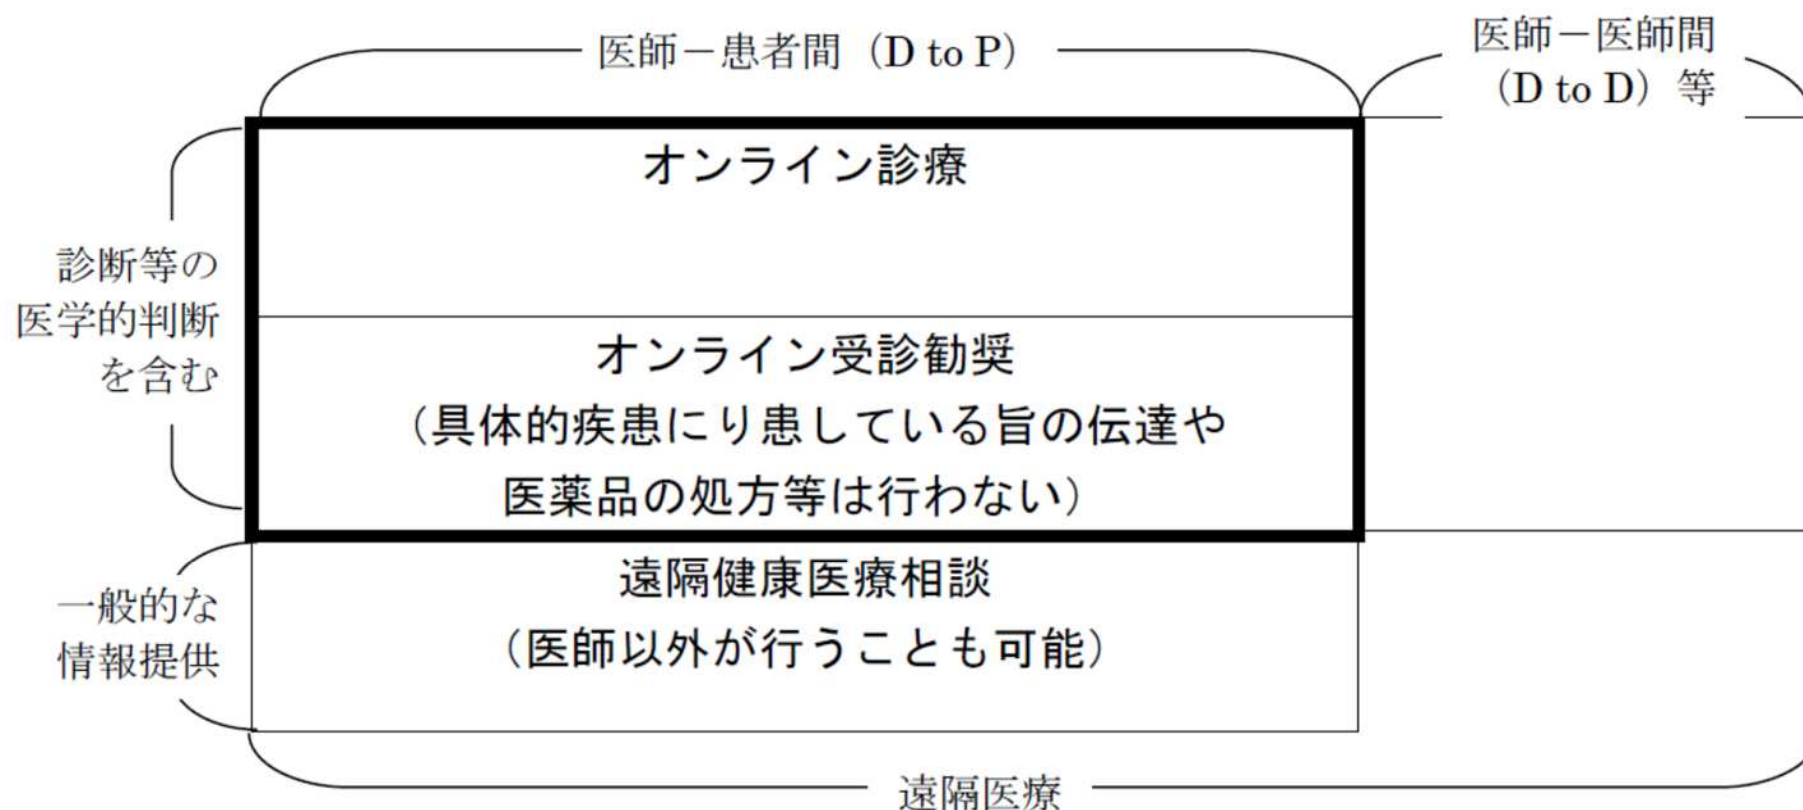 医師－患者間（D to P）
医師－医師間
（D to D）等
診断等の
医学的判断
を含む
オンライン診療
オンライン受診勧奨
（具体的疾患にり患している旨の伝達や
医薬品の処方等は行わない）
一般的な
情報提供
遠隔健康医療相談
（医師以外が行うことも可能）
遠隔医療